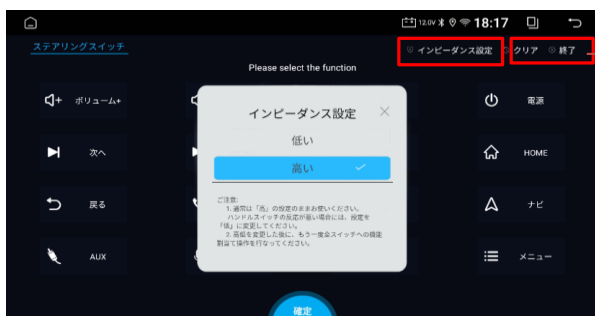 12.0V 18:17
ステアリングスイッチ
インピーダンス設定 クリア 終了
Please select the function
ボリューム+
電源
インピーダンス設定
低い
高い
次へ
HOME
戻る
ナビ
AUX
メニュー
ご注意:
1. 通常は「高」の設定のままお使いください。
ハンドルスイッチの反応が悪い場合には、設定を
「低」に変更してください。
2. 高低を変更した後に、もう一度全スイッチへの機能
割当て操作を行なってください。
確定